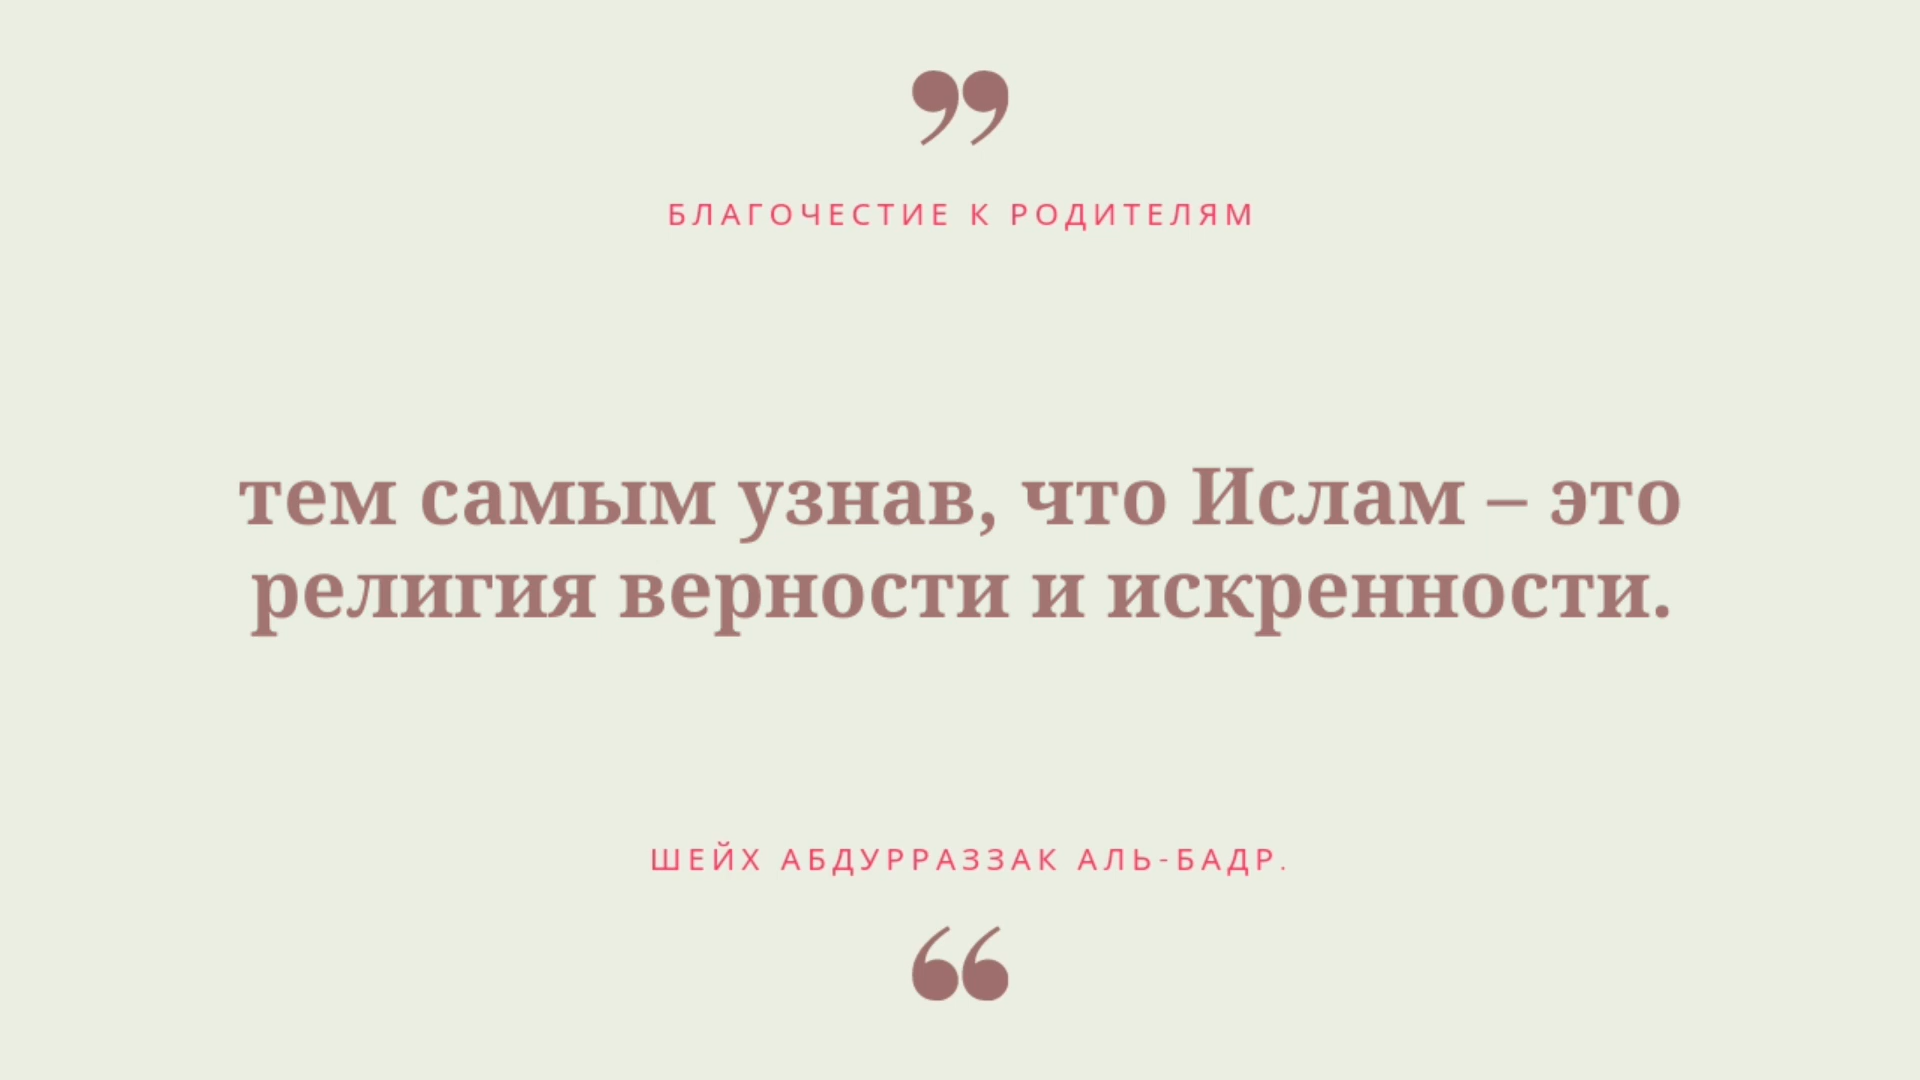 ”
БЛАГОЧЕСТИЕ К РОДИТЕЛЯМ
тем самым узнав, что Ислам – это
религия верности и искренности.
ШЕЙХ АБДУРРАЗЗАК АЛЬ-БАДР.
“